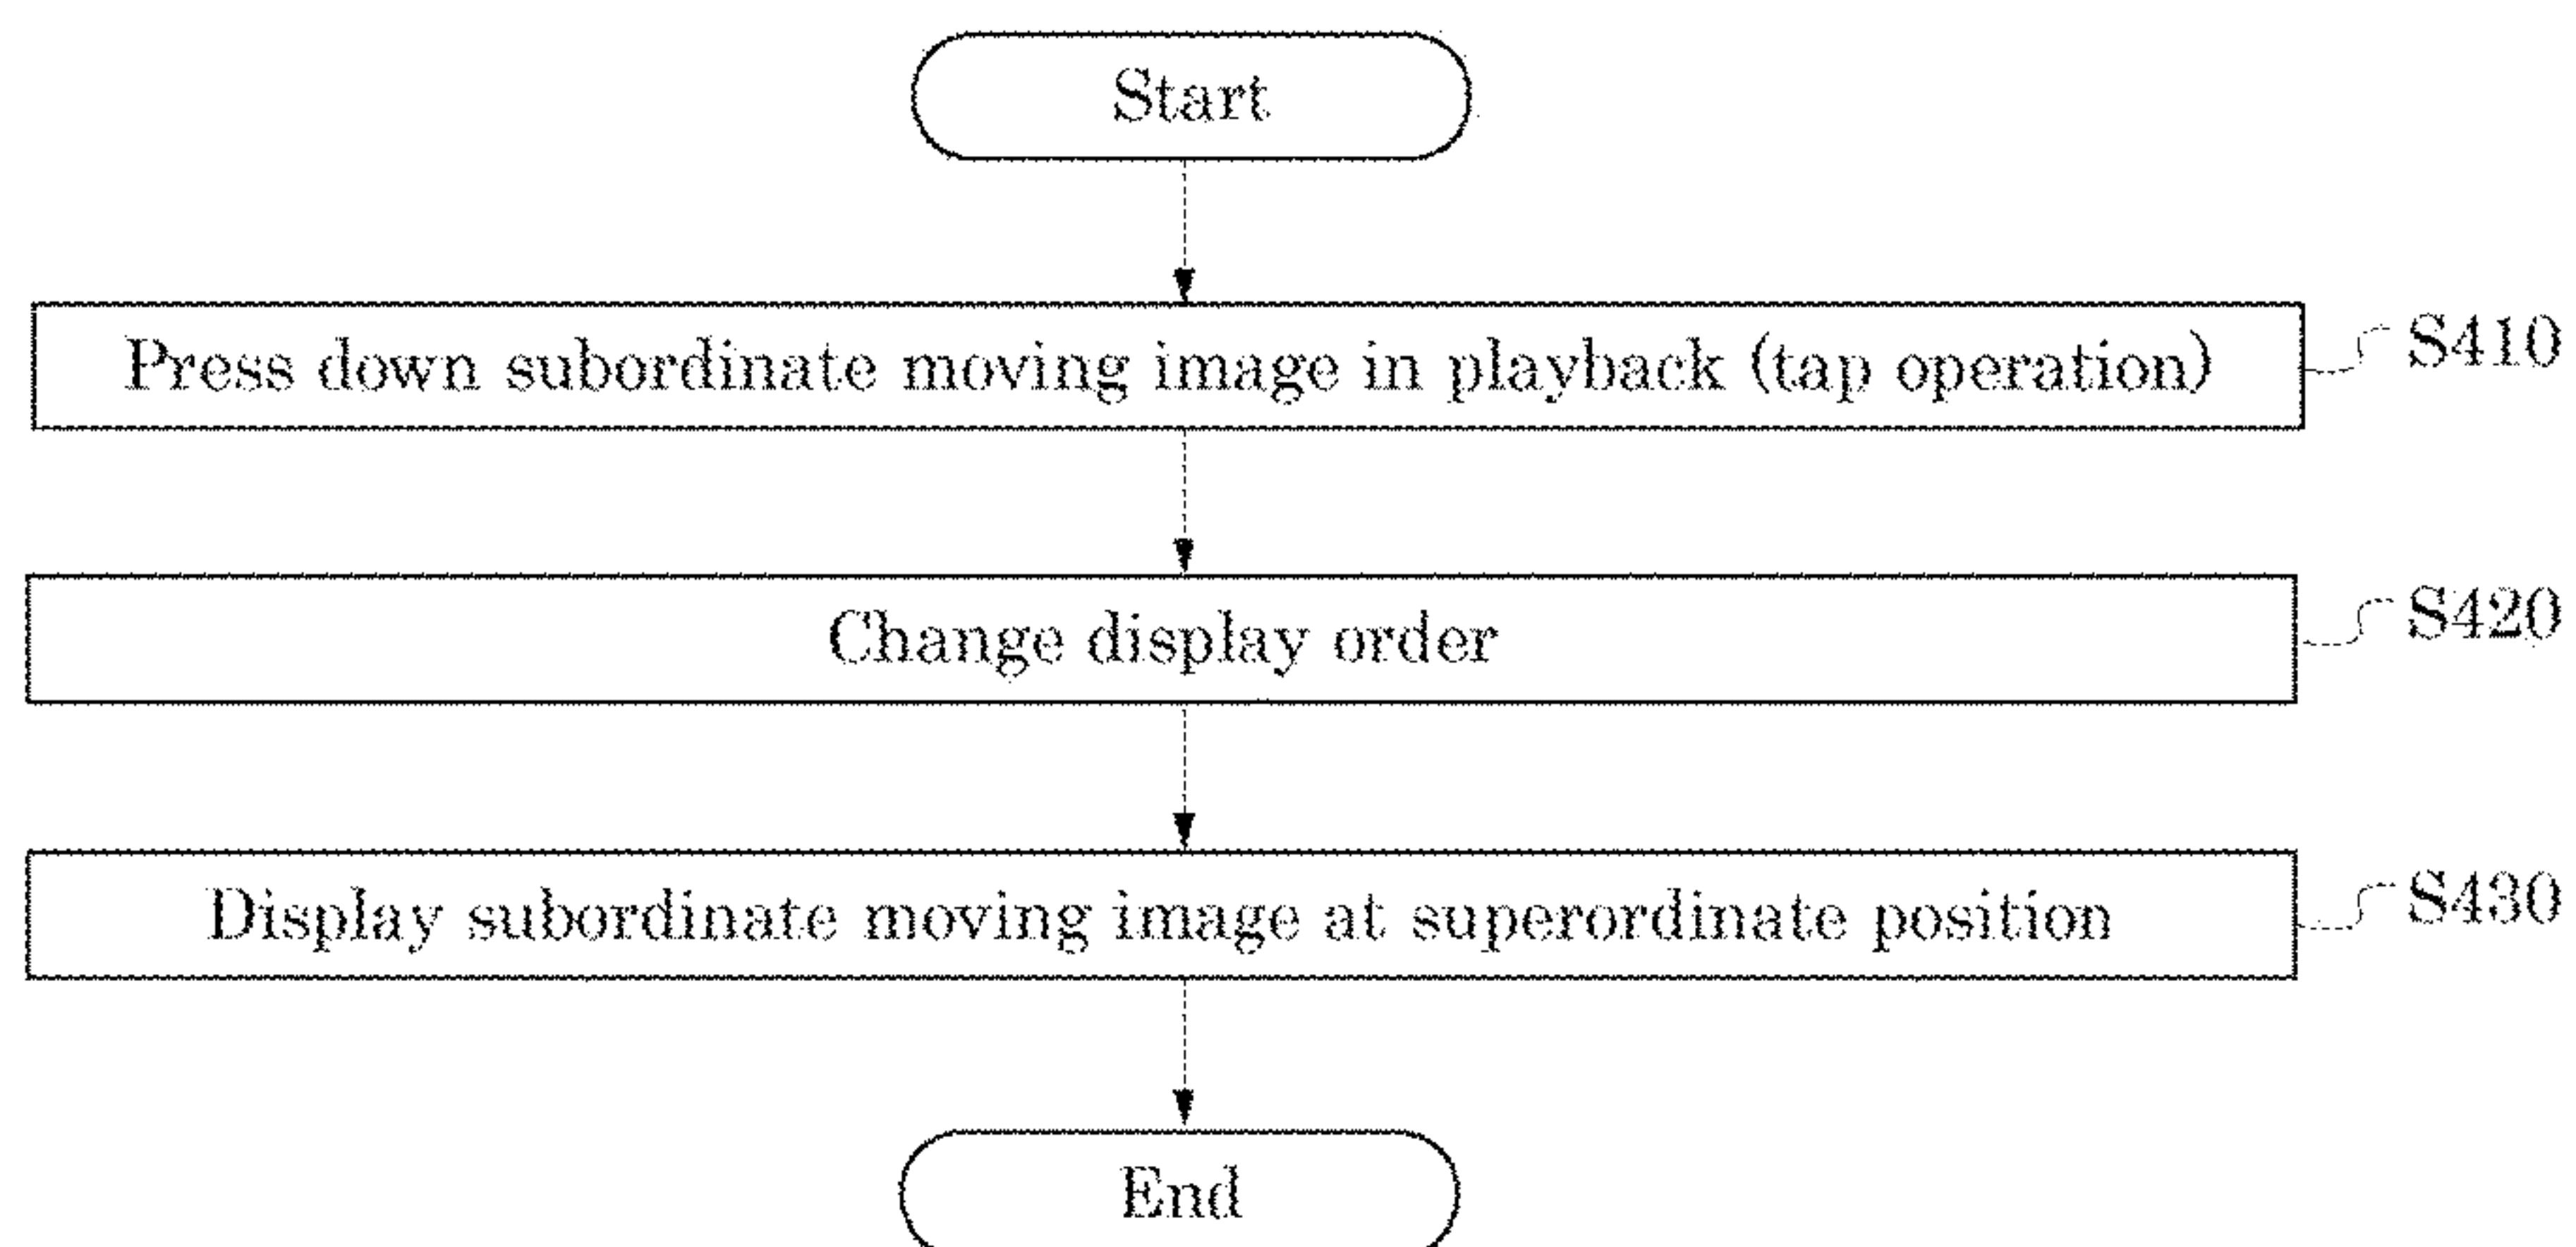 Start
Press down subordinate moving image in playback (tap operation)
S410
Change display order
S420
Display subordinate moving image at superordinate position
S430
End